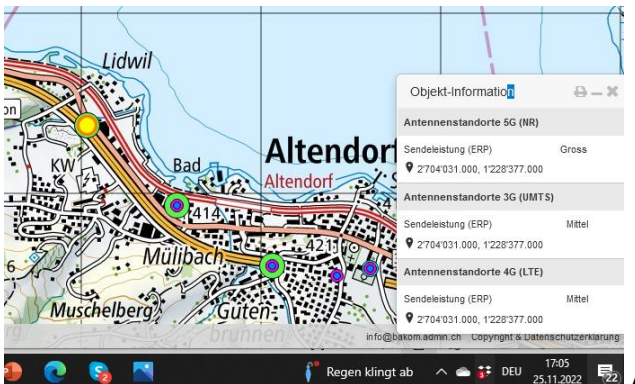 Lidwil
on
KW
Bad
Altendorf
Altendorf
414
421
Mülibach
6
Muschelberg
Guten-
brunnen
Objekt-Information
Antennenstandorte 5G (NR)
Sendeleistung (ERP) Gross
2'704'031.000, 1'228'377.000
Antennenstandorte 3G (UMTS)
Sendeleistung (ERP) Mittel
2'704'031.000, 1'228'377.000
Antennenstandorte 4G (LTE)
Sendeleistung (ERP) Mittel
2'704'031.000, 1'228'377.000
info@bakom.admin.ch Copyright & Datenschutzerklärung
Regen klingt ab
DEU
17:05
25.11.2022
22